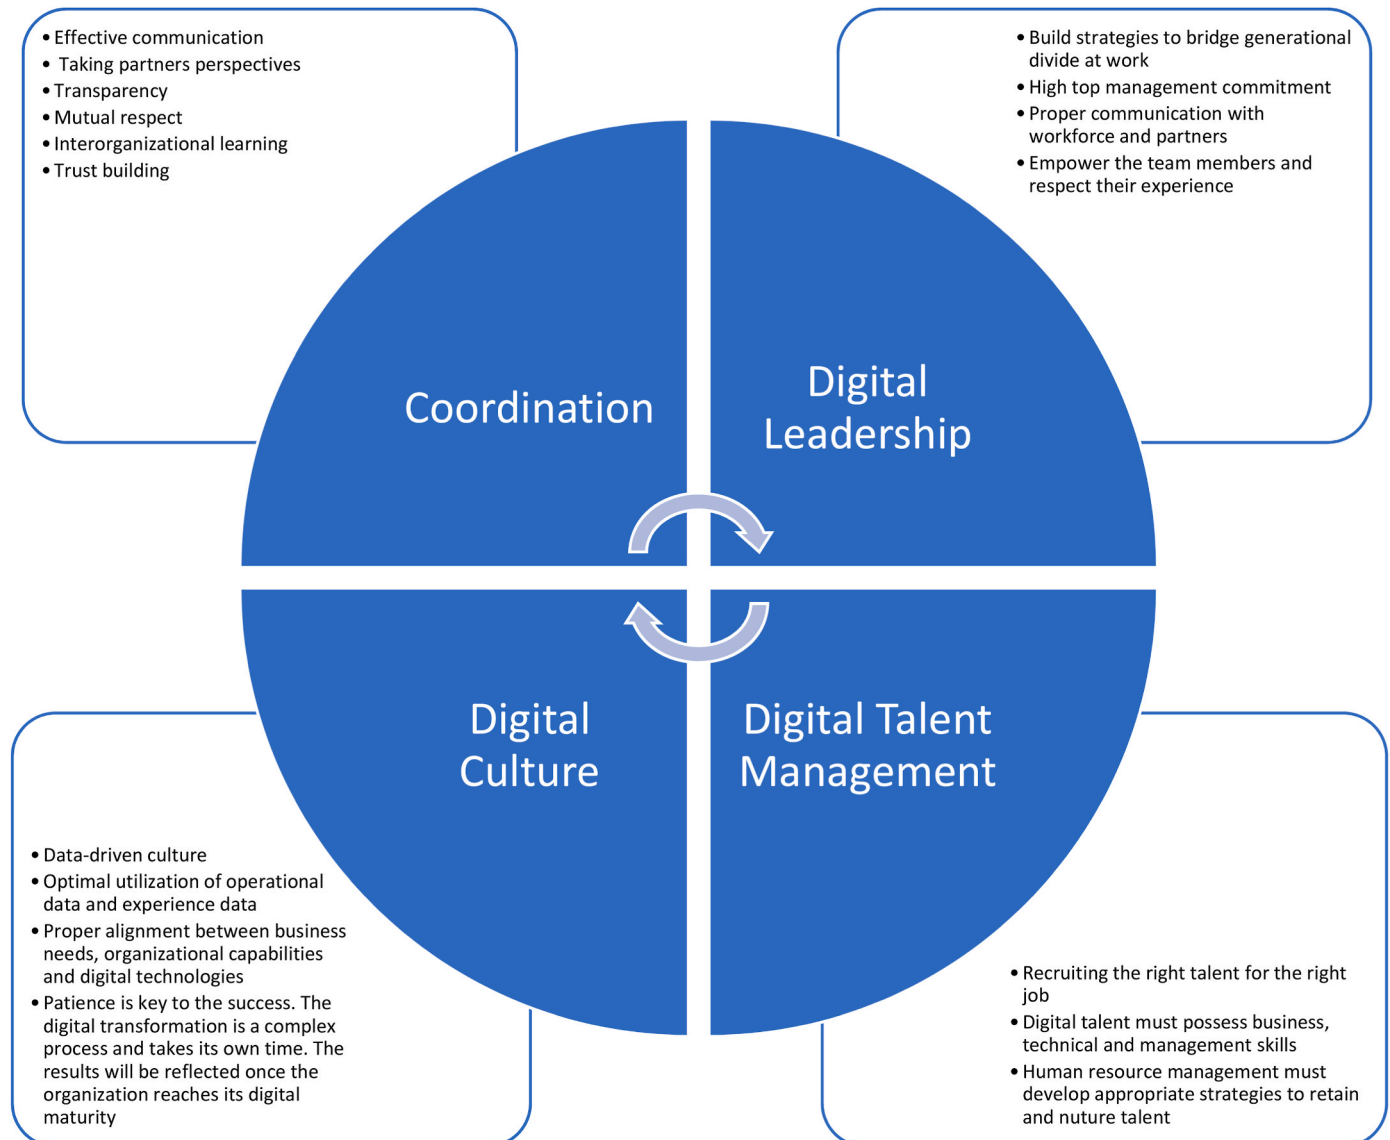 • Effective communication
• Taking partners perspectives
• Transparency
• Mutual respect
• Interorganizational learning
• Trust building
• Build strategies to bridge generational
divide at work
• High top management commitment
• Proper communication with
workforce and partners
• Empower the team members and
respect their experience
Coordination
Digital
Leadership
Digital
Culture
Digital Talent
Management
• Data-driven culture
• Optimal utilization of operational
data and experience data
• Proper alignment between business
needs, organizational capabilities
and digital technologies
• Patience is key to the success. The
digital transformation is a complex
process and takes its own time. The
results will be reflected once the
organization reaches its digital
maturity
• Recruiting the right talent for the right
job
• Digital talent must possess business,
technical and management skills
• Human resource management must
develop appropriate strategies to retain
and nuture talent